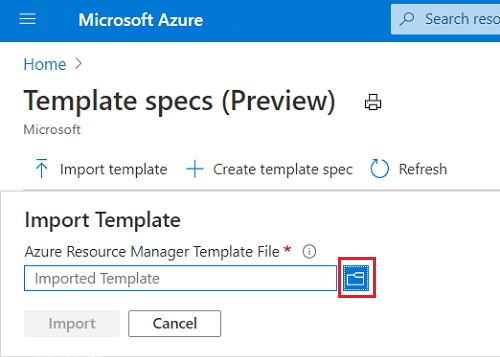 Microsoft Azure
Search reso
Home
Template specs (Preview)
Microsoft
Import template
Create template spec
Refresh
Import Template
Azure Resource Manager Template File *
Imported Template
Import
Cancel